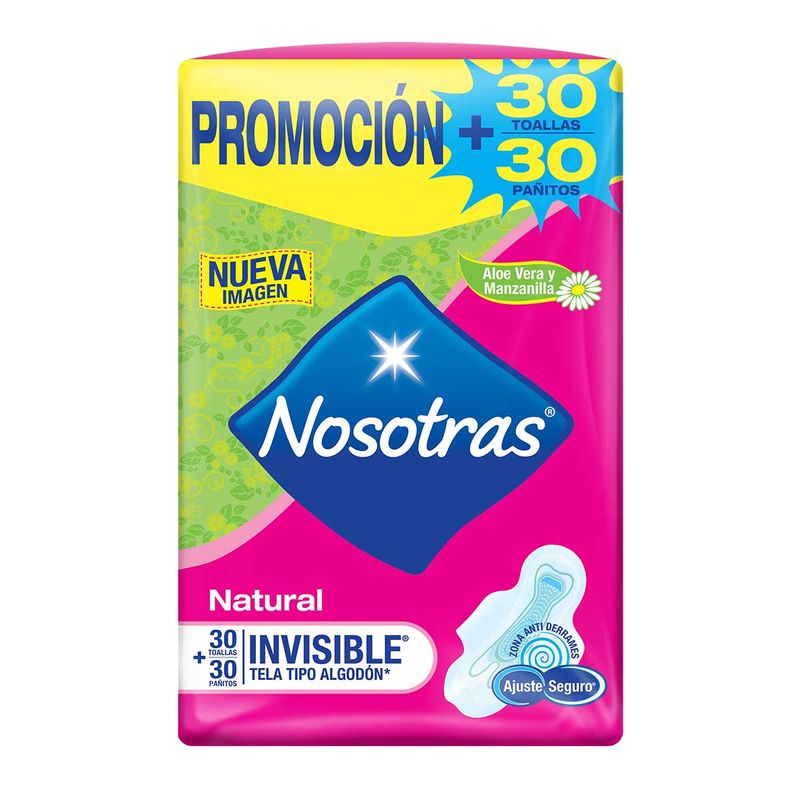 PROMOCIÓN
+ 30
TOALLAS
30
PAÑITOS
NUEVA
IMAGEN
Aloe Vera y
Manzanilla
Nosotras®
Natural
30
TOALLAS
+ 30
PAÑITOS
INVISIBLE®
TELA TIPO ALGODÓN*
ZONA ANTI DERRAMES
Ajuste Seguro®